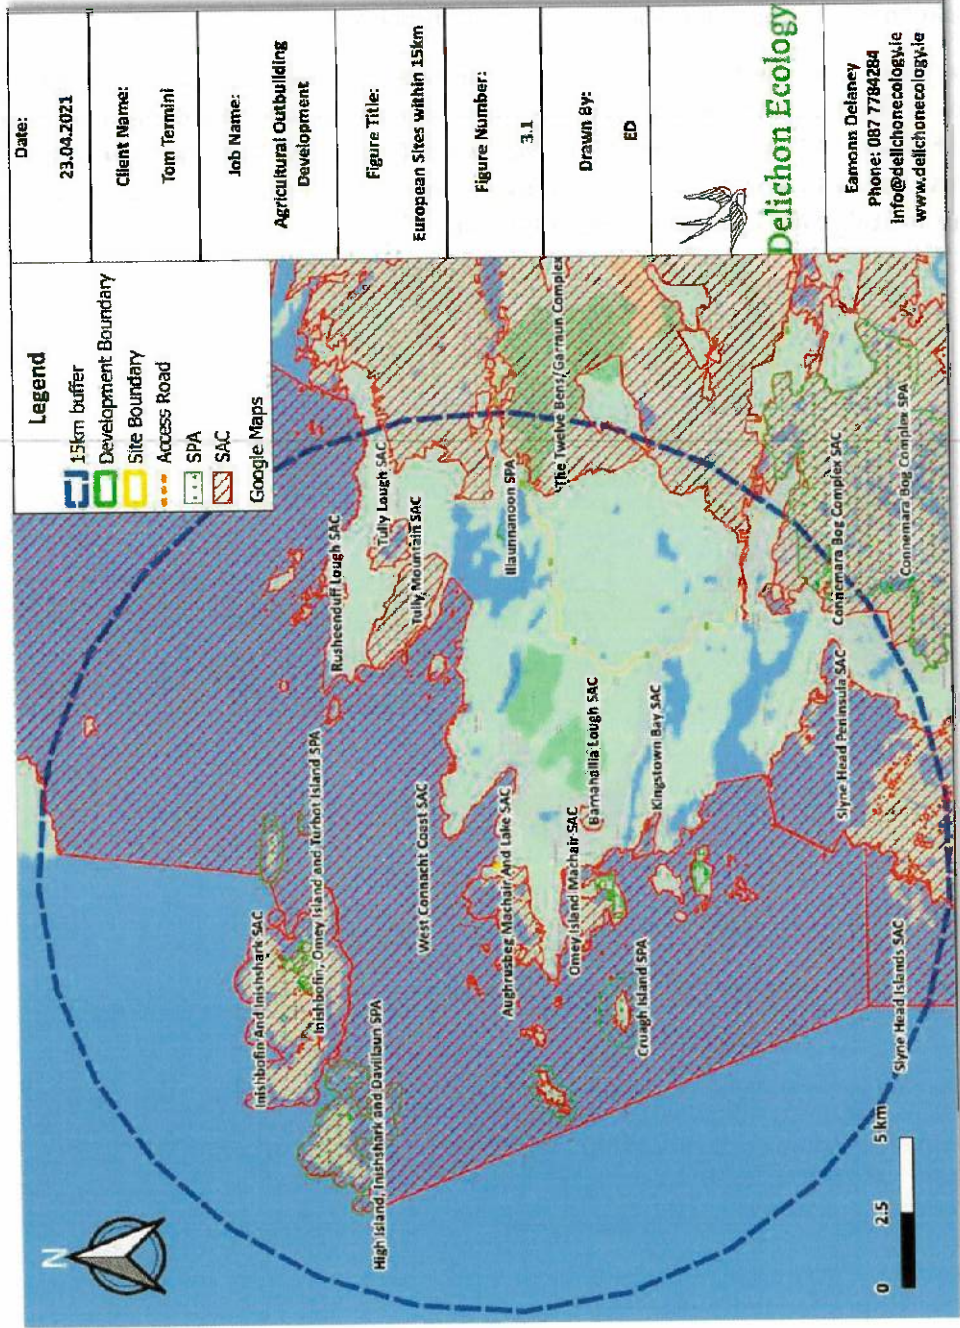 N
Legend
15km buffer
Development Boundary
Site Boundary
Access Road
SPA
SAC
Google Maps
Inishbofin And Inishshark SAC
Inishbofin, Omey Island and Turbot Island SPA
High Island, Inishshark and Davillaun SPA
Rusheenduff Lough SAC
Tully Lough SAC
Tully Mountain SAC
West Connacht Coast SAC
Illaunnanoon SPA
Aughrusbeg Machair And Lake SAC
The Twelve Bens/Garraun Complex
Omey Island Machair SAC
Barnahallia Lough SAC
Cruagh Island SPA
Kingstown Bay SAC
Slyne Head Peninsula SAC
Connemara Bog Complex SAC
Slyne Head Islands SAC
Connemara Bog Complex SPA
0 2.5 5 km
Date:
23.04.2021
Client Name:
Tom Termini
Job Name:
Agricultural Outbuilding
Development
Figure Title:
European Sites within 15km
Figure Number:
3.1
Drawn By:
ED
Delichon Ecology
Eamonn Delaney
Phone: 087 7784284
info@delichonecology.ie
www.delichonecology.ie